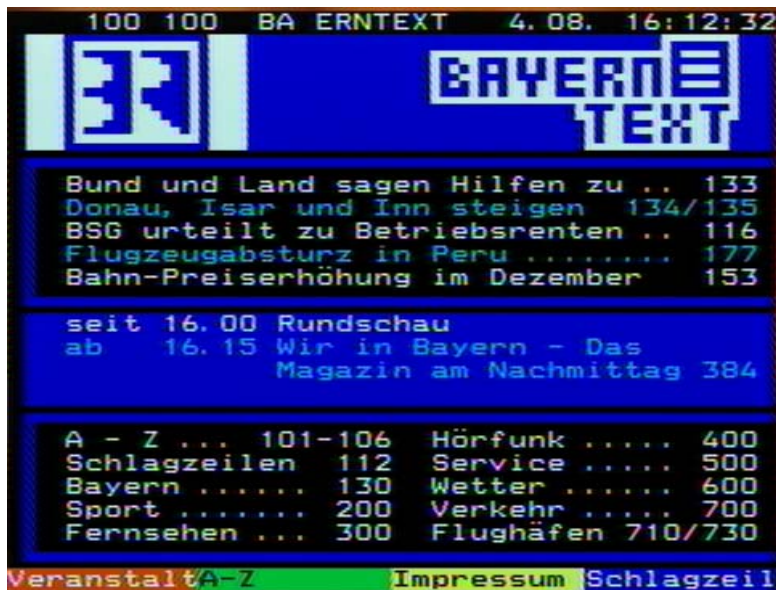 100 100 BA ERNTEXT 4.08. 16:12:32
BR
BAYERN
TEXT
Bund und Land sagen Hilfen zu .. 133
Donau, Isar und Inn steigen 134/135
BSG urteilt zu Betriebsrenten .. 116
Flugzeugabsturz in Peru ........ 177
Bahn-Preiserhöhung im Dezember 153
seit 16.00 Rundschau
ab 16.15 Wir in Bayern - Das
Magazin am Nachmittag 384
A - Z ... 101-106 Hörfunk ..... 400
Schlagzeilen 112 Service ..... 500
Bayern ...... 130 Wetter ...... 600
Sport ....... 200 Verkehr ..... 700
Fernsehen ... 300 Flughäfen 710/730
Veranstalt A-Z Impressum Schlagzeil